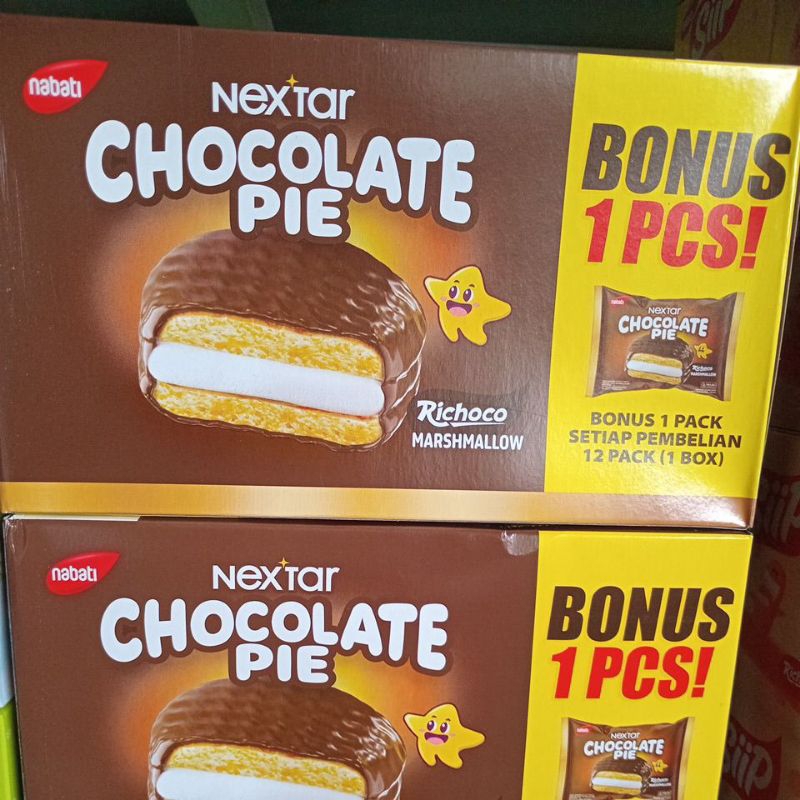 nabati
NEXTAR
CHOCOLATE
PIE
Richoco
MARSHMALLOW
BONUS
1 PCS!
nabati
NEXTAR
CHOCOLATE
PIE
Richoco
MARSHMALLOW
BONUS 1 PACK
SETIAP PEMBELIAN
12 PACK (1 BOX)
nabati
NEXTAR
CHOCOLATE
PIE
BONUS
1 PCS!
NEXTAR
CHOCOLATE
PIE
Richoco